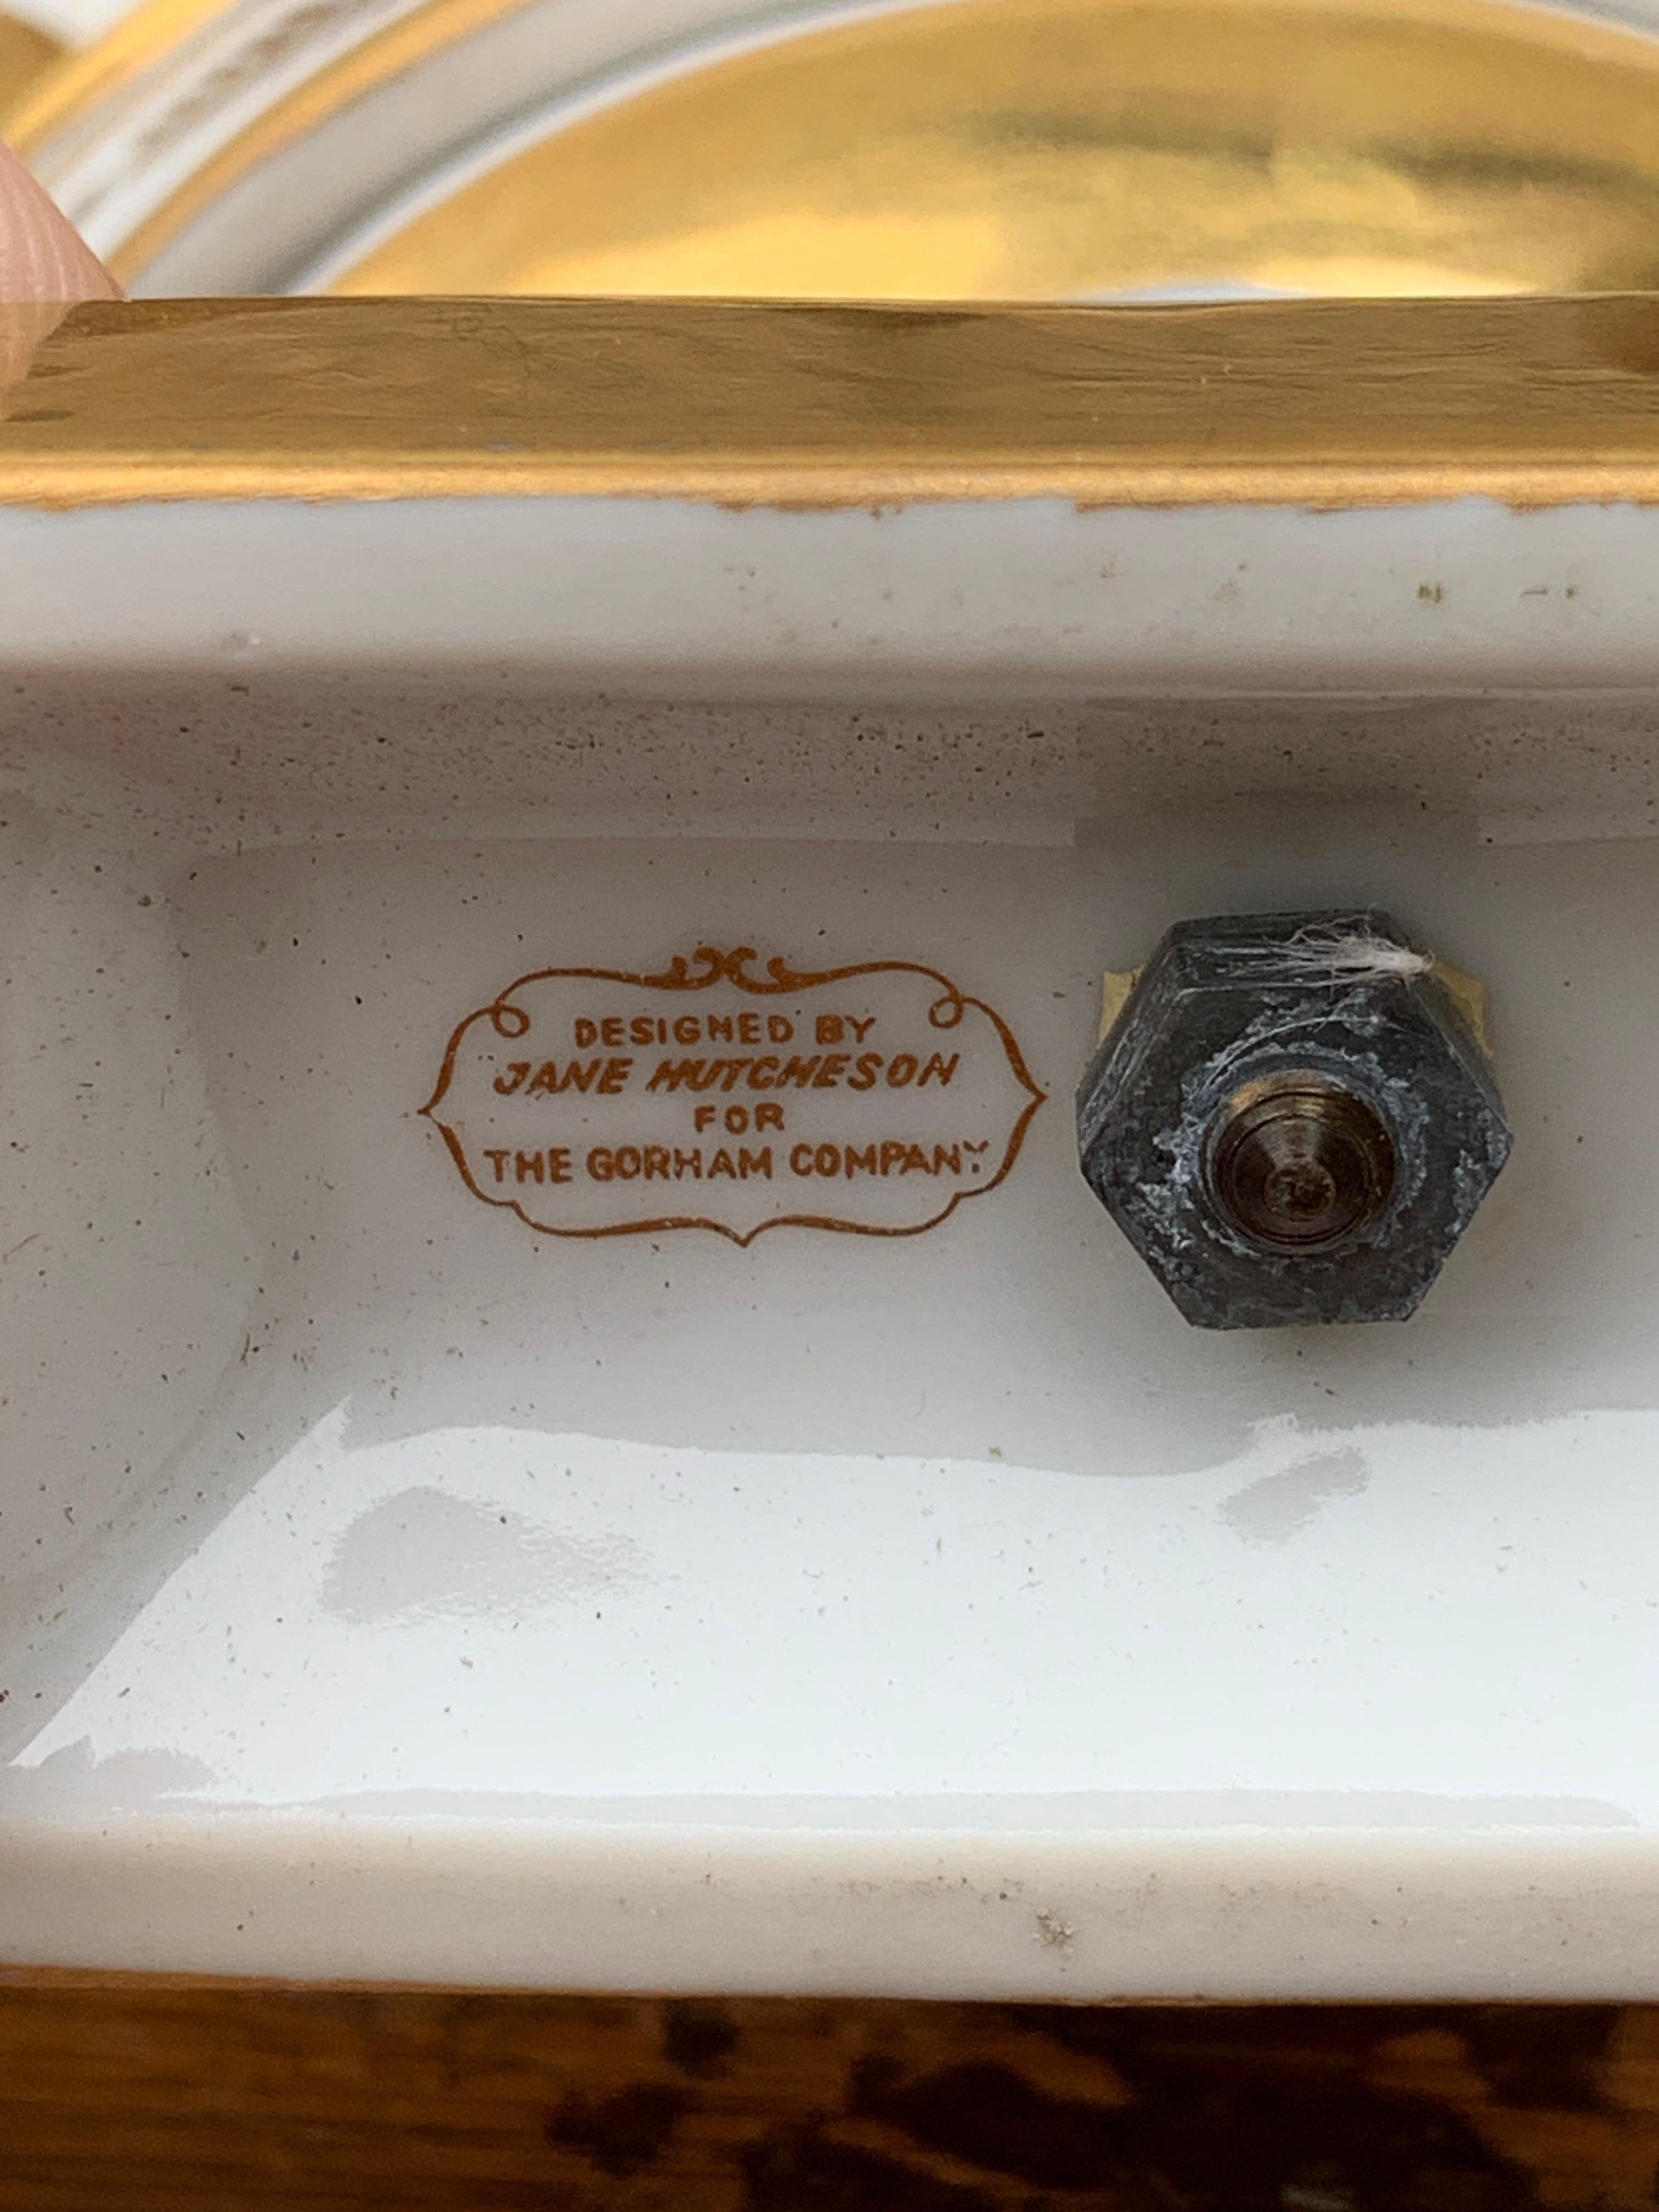 DESIGNED BY
JANE HUTCHESON
FOR
THE GORHAM COMPANY